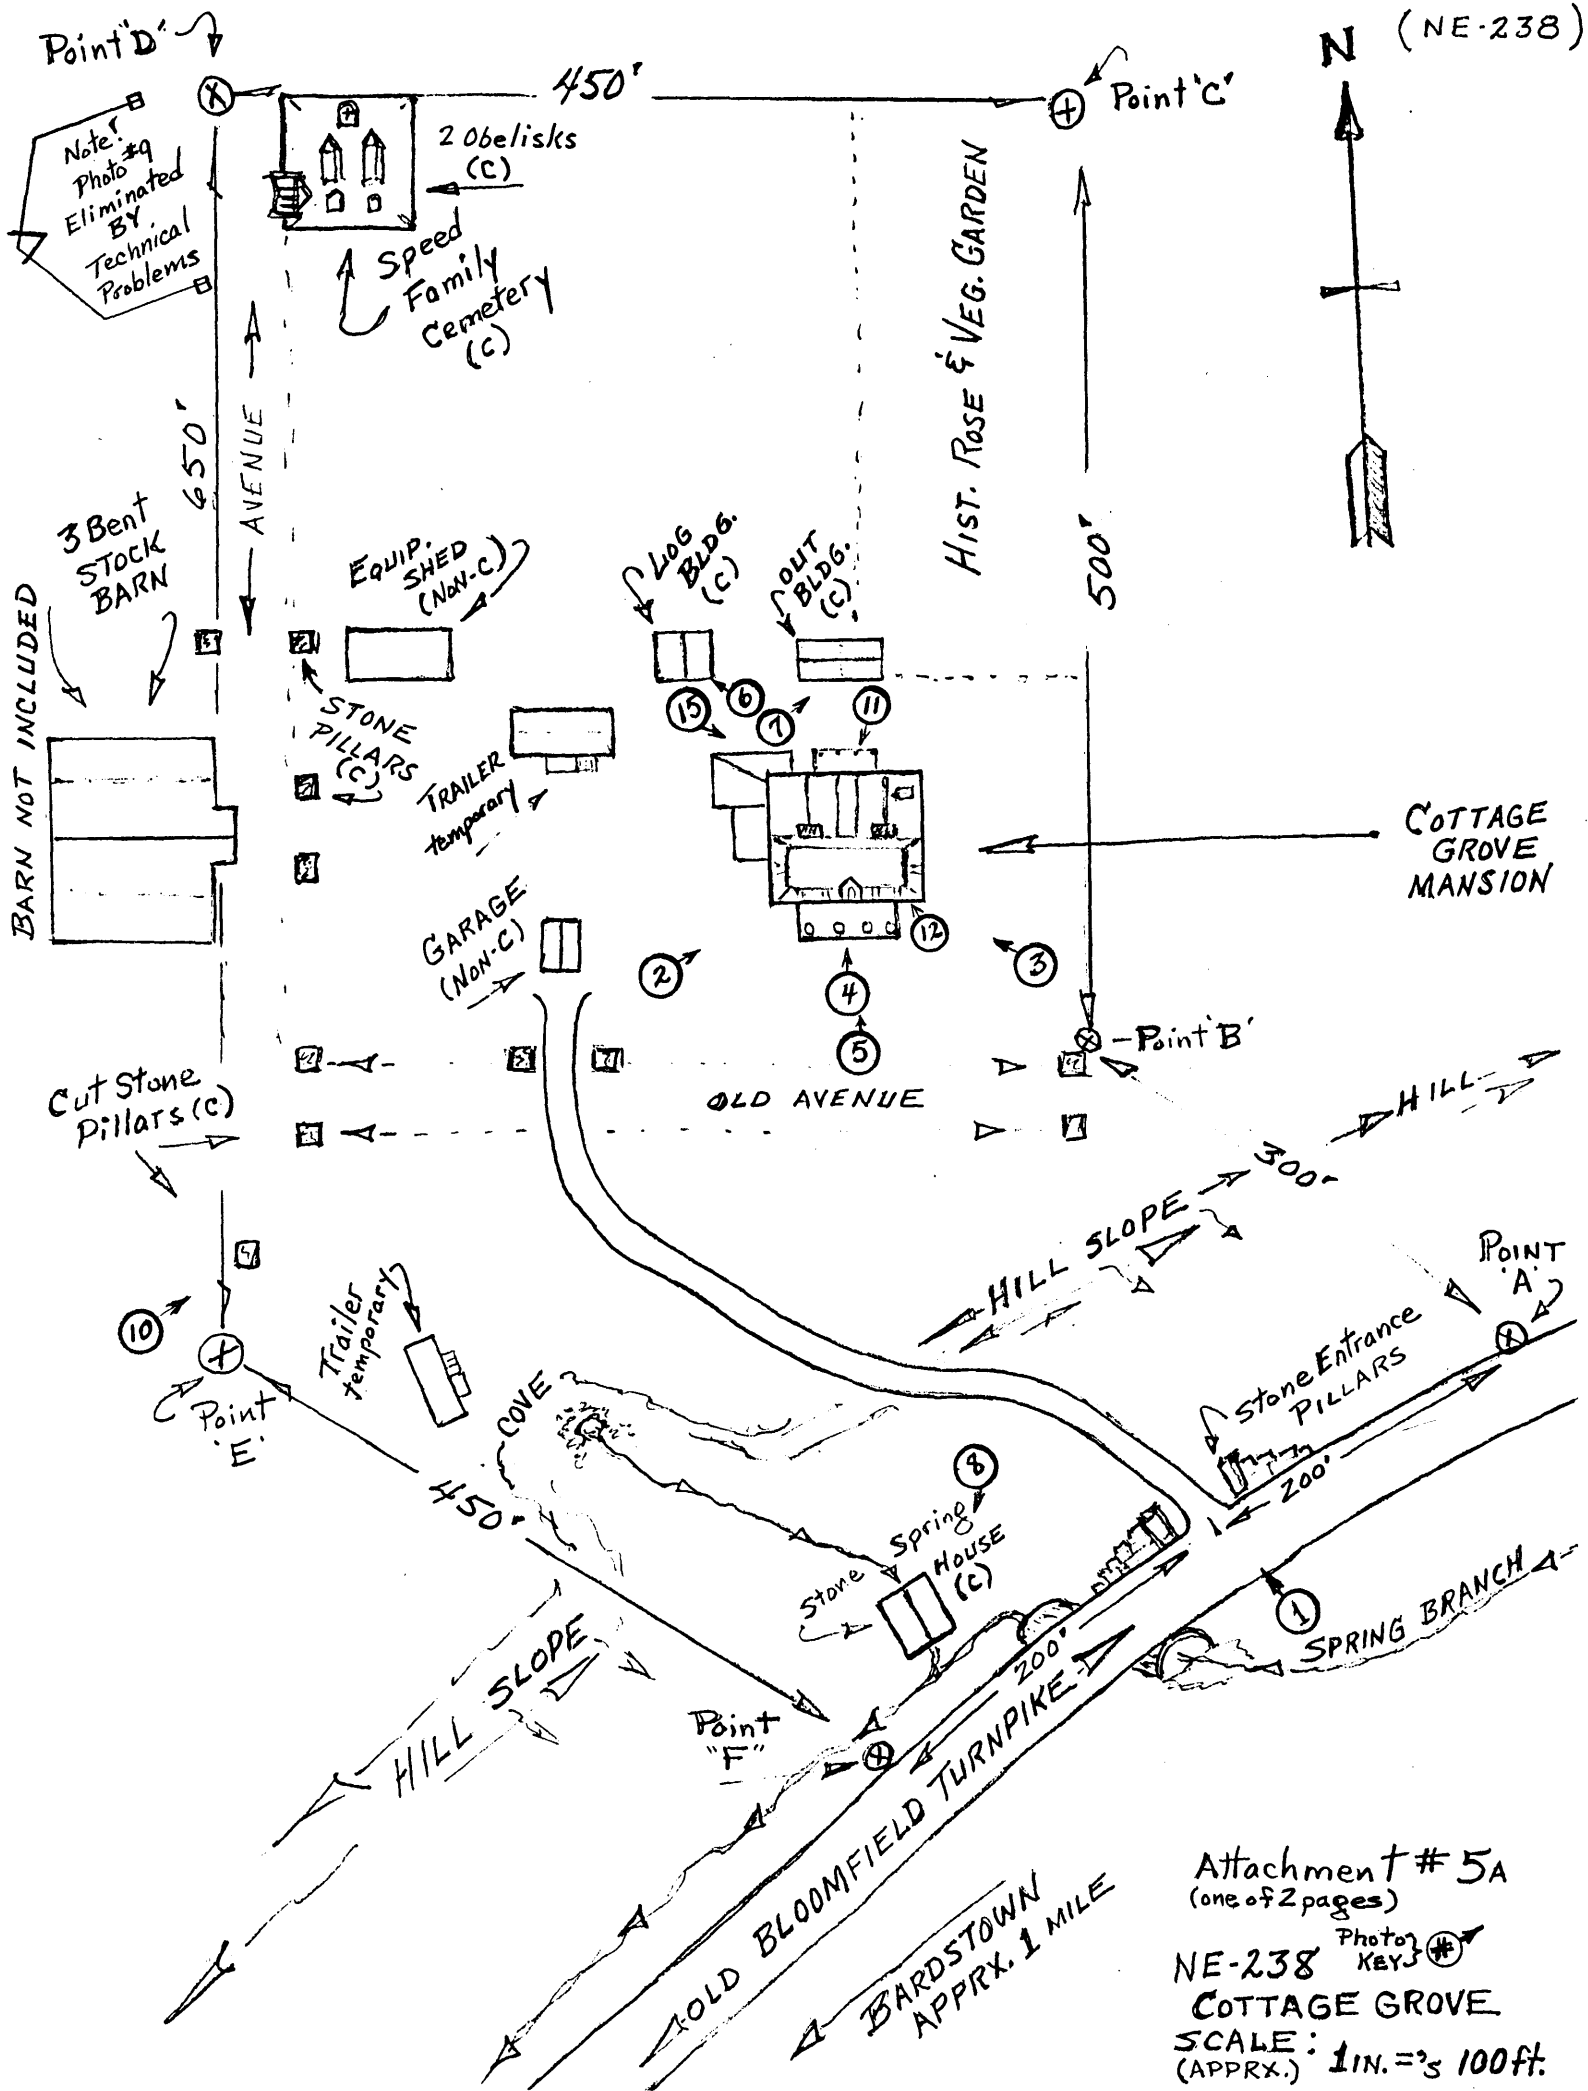 (NE-238)
N
Point "D"
450'
Point 'C'
Note!
Photo #9
Eliminated
BY
Technical
Problems
2 Obelisks
(C)
Speed
Family
Cemetery
(C)
HIST. ROSE & VEG. GARDEN
650'
AVENUE
500'
3 Bent
STOCK
BARN
BARN NOT INCLUDED
EQUIP.
SHED
(NON-C)
LOG
BLDG.
(C)
OUT
BLDG.
(C)
STONE
PILLARS
(C)
15
6
7
11
TRAILER
temporary
COTTAGE
GROVE
MANSION
GARAGE
(NON-C)
2
12
3
4
5
Point 'B'
OLD AVENUE
Cut Stone
Pillars (C)
HILL
300'
HILL SLOPE
POINT
'A'
10
Trailer
temporary
Point
'E'
COVE
Stone Entrance
PILLARS
450'
8
200'
Stone Spring
HOUSE
(C)
1
SPRING BRANCH
HILL SLOPE
200'
Point
"F"
OLD BLOOMFIELD TURNPIKE
BARDSTOWN
APPRX. 1 MILE
Attachment # 5A
(one of 2 pages)
Photo
KEY} #
NE-238
COTTAGE GROVE
SCALE:
(APPRX.) 1 IN. ='s 100 ft.